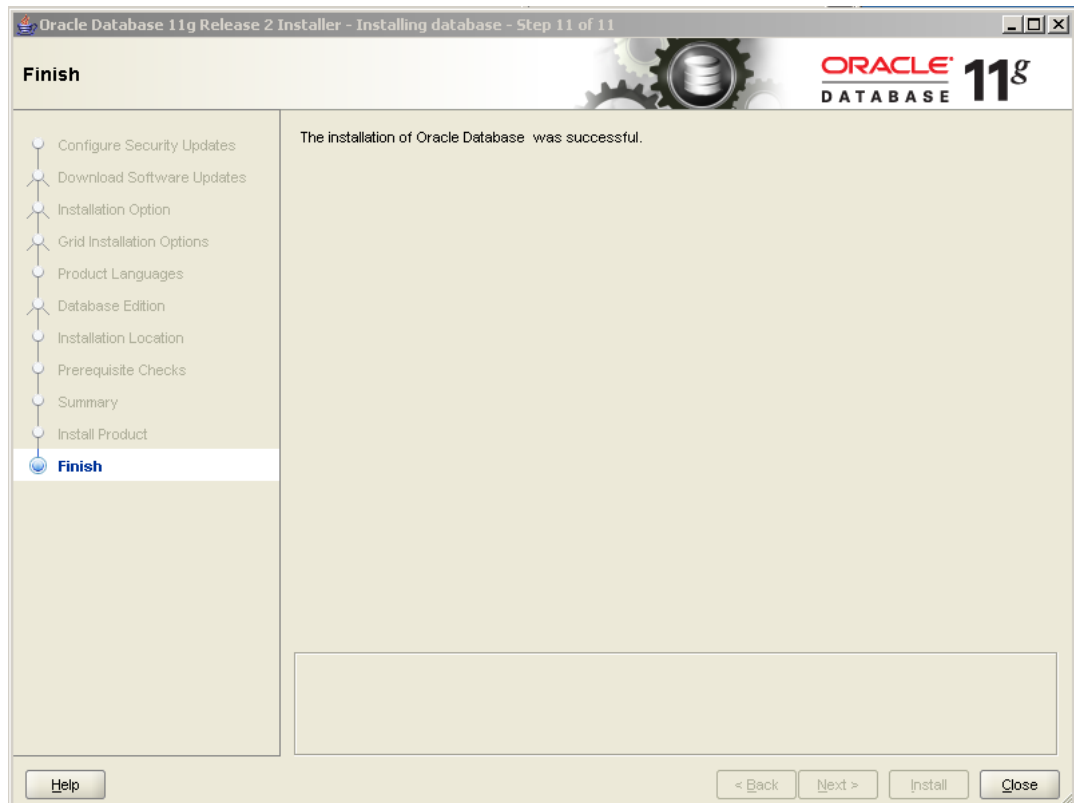 Oracle Database 11g Release 2 Installer - Installing database - Step 11 of 11
Finish
ORACLE
DATABASE
11g
Configure Security Updates
Download Software Updates
Installation Option
Grid Installation Options
Product Languages
Database Edition
Installation Location
Prerequisite Checks
Summary
Install Product
Finish
The installation of Oracle Database was successful.
Help
< Back
Next >
Install
Close